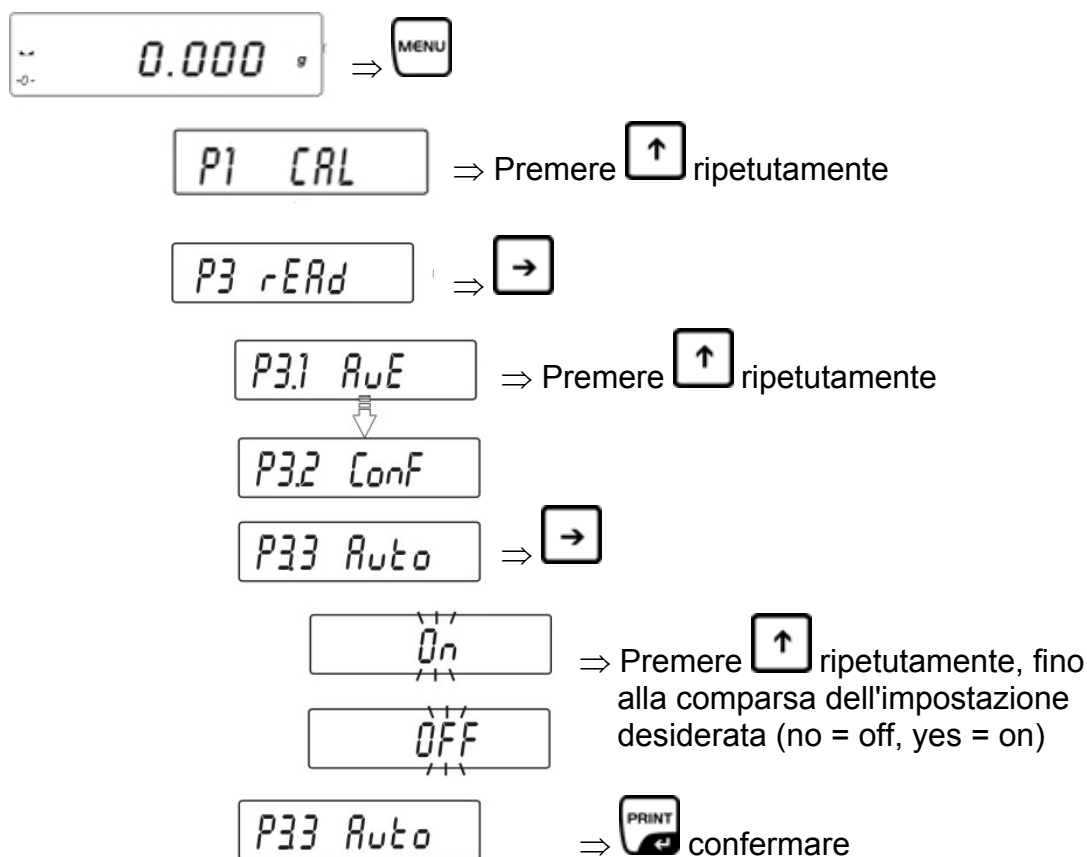 0.000 g ⇒ MENU
-0-
P1 CAL ⇒ Premere ↑ ripetutamente
P3 rEAd ⇒ →
P3.1 AvE ⇒ Premere ↑ ripetutamente
P3.2 ConF
P3.3 Auto ⇒ →
On ⇒ Premere ↑ ripetutamente, fino
alla comparsa dell'impostazione
OFF desiderata (no = off, yes = on)
P3.3 Auto ⇒ PRINT confermare